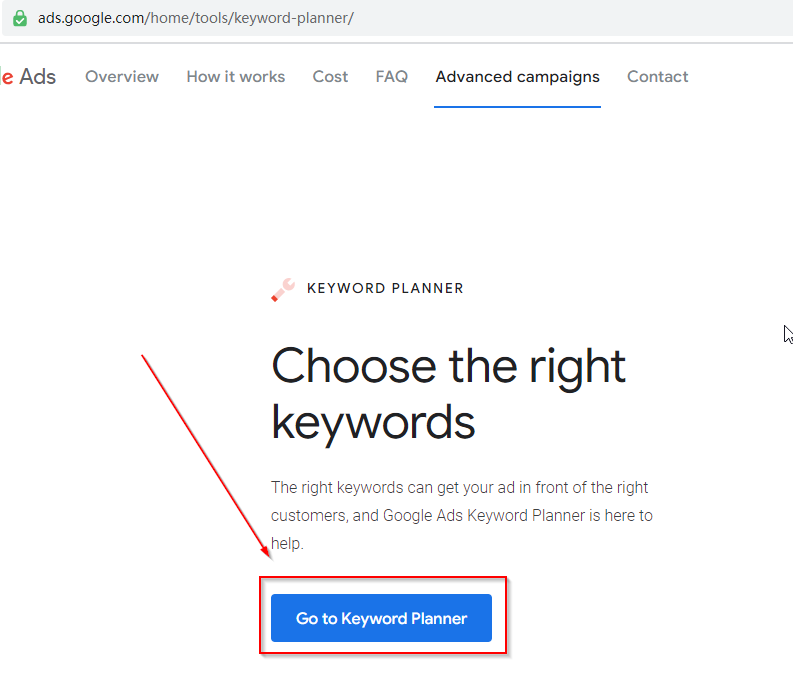 ads.google.com/home/tools/keyword-planner/
e Ads Overview How it works Cost FAQ Advanced campaigns Contact
KEYWORD PLANNER
Choose the right
keywords
The right keywords can get your ad in front of the right
customers, and Google Ads Keyword Planner is here to
help.
Go to Keyword Planner